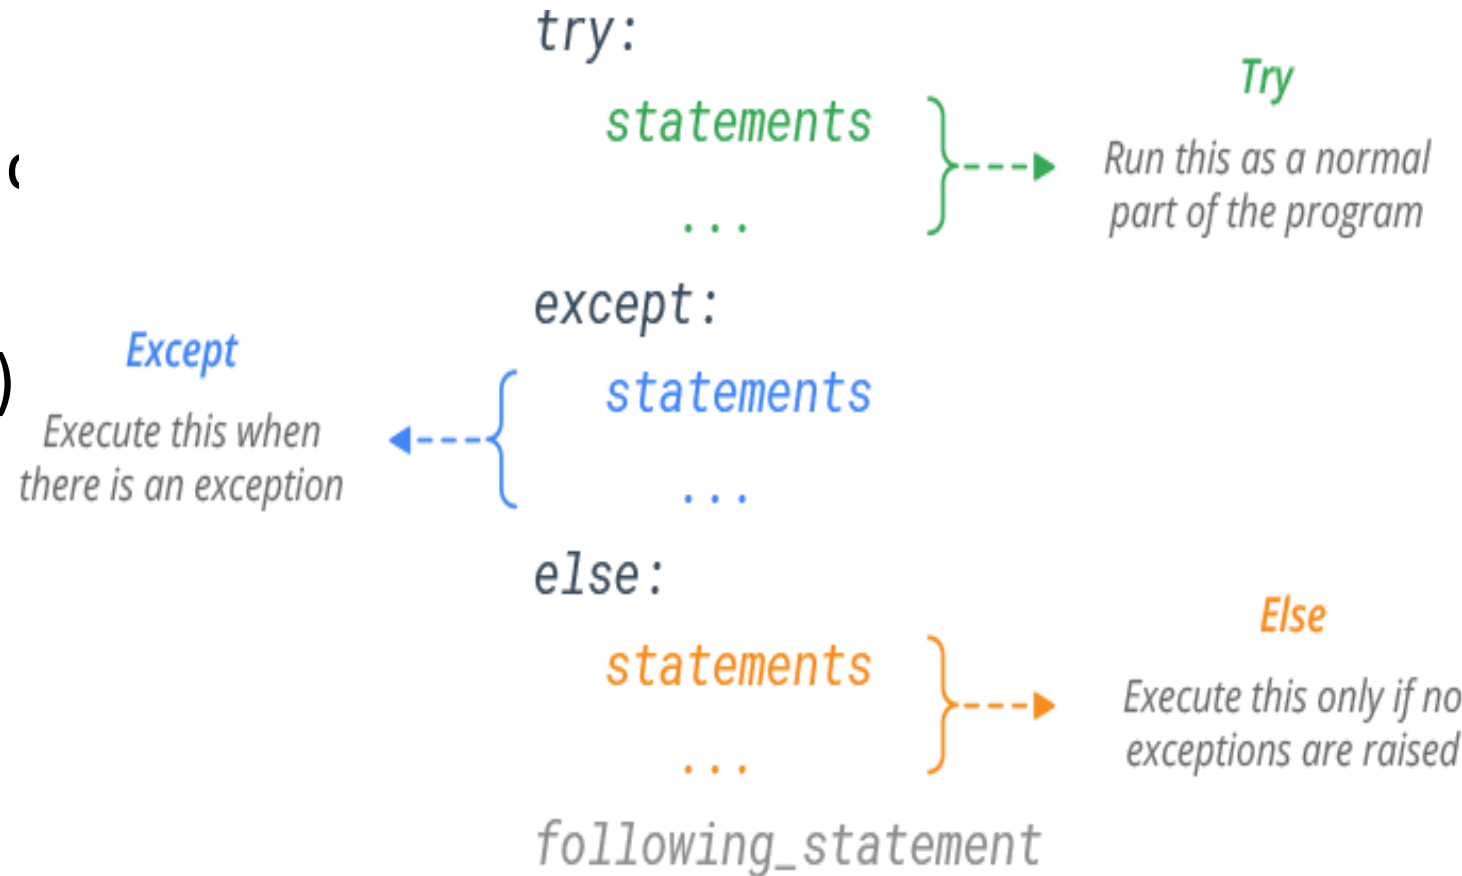 try:
statements
...
Try
Run this as a normal
part of the program
except:
statements
...
Except
Execute this when
there is an exception
)
else:
statements
...
Else
Execute this only if no
exceptions are raised
following_statement